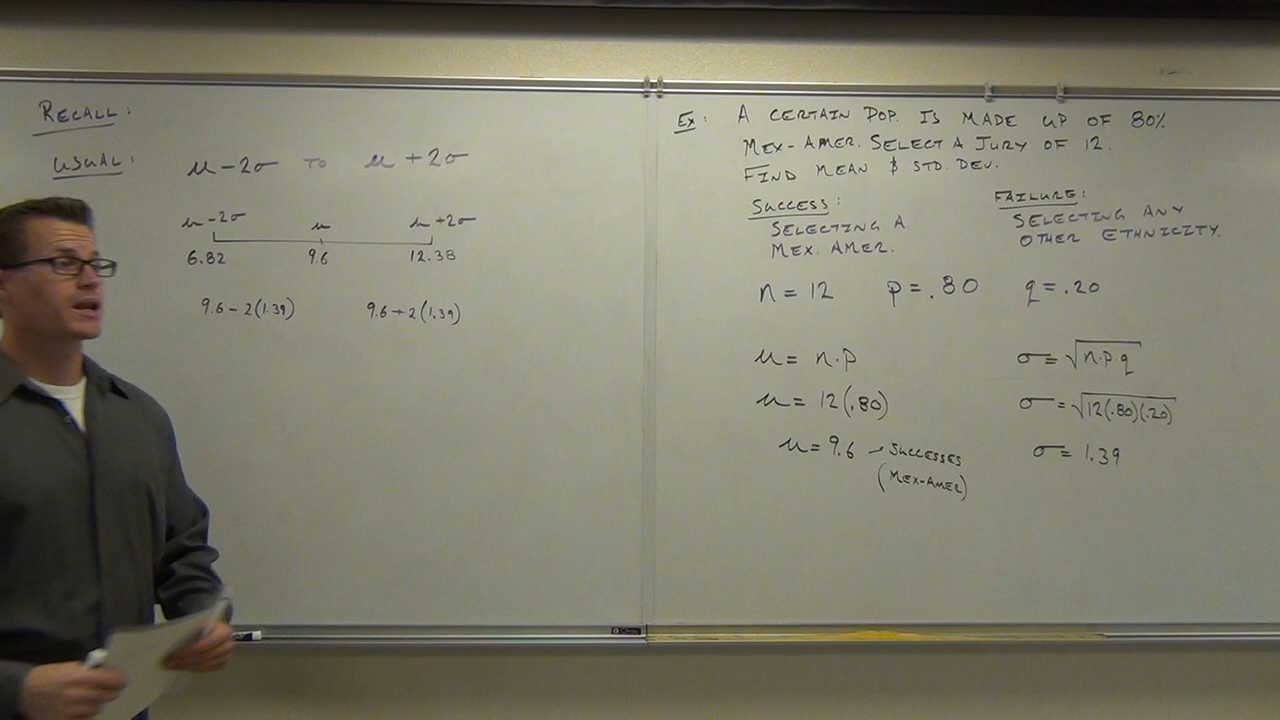 RECALL:
USUAL: μ-2σ TO μ+2σ
μ-2σ μ μ+2σ
6.82 9.6 12.38
9.6-2(1.39) 9.6+2(1.39)
EX: A CERTAIN POP. IS MADE UP OF 80%
MEX-AMER. SELECT A JURY OF 12.
FIND MEAN & STD. DEV.
SUCCESS:
SELECTING A
MEX. AMER.
FAILURE:
SELECTING ANY
OTHER ETHNICITY.
n=12 p=.80 q=.20
μ=n.p
μ=12(.80)
μ=9.6 → SUCCESSES
(MEX-AMER)
σ=√n.p.q
σ=√12(.80)(.20)
σ=1.39